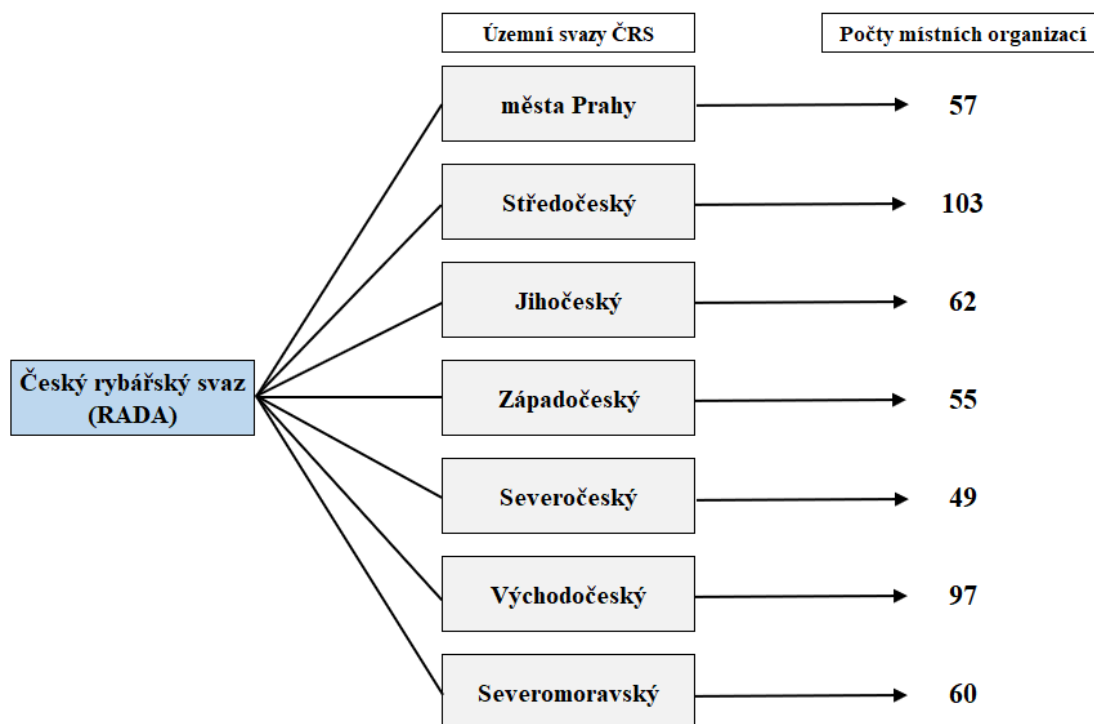 Územní svazy ČRS
Počty místních organizací
města Prahy
57
Středočeský
103
Jihočeský
62
Český rybářský svaz
(RADA)
Západočeský
55
Severočeský
49
Východočeský
97
Severomoravský
60